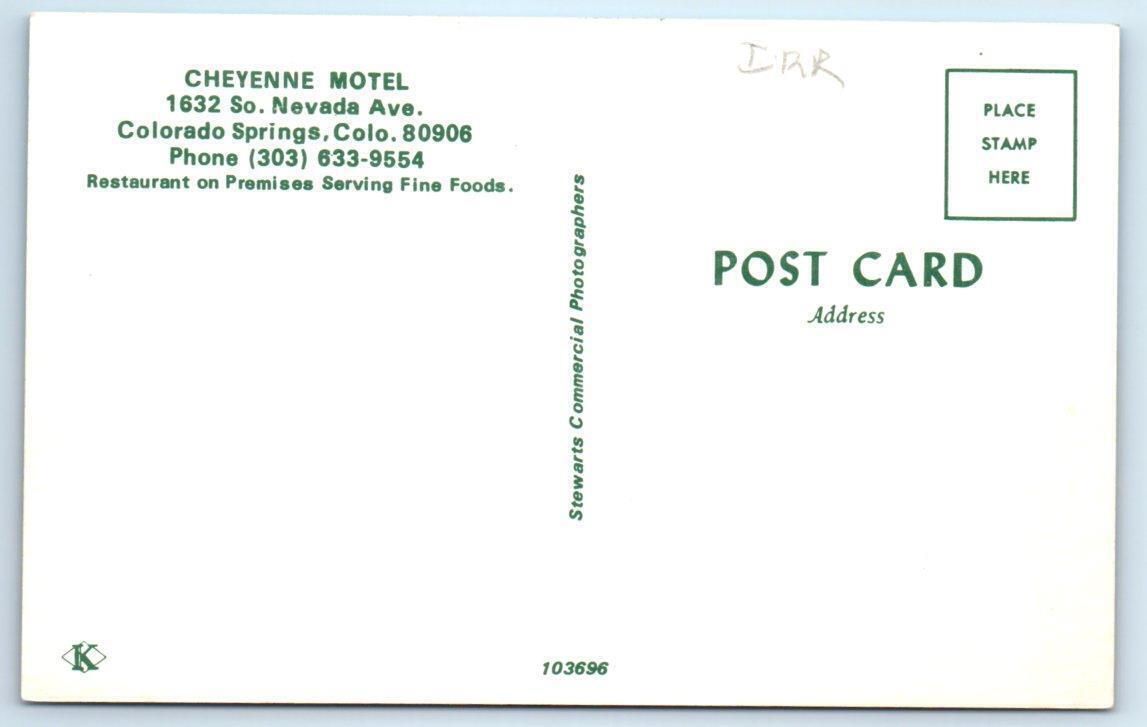 CHEYENNE MOTEL
1632 So. Nevada Ave.
Colorado Springs, Colo. 80906
Phone (303) 633-9554
Restaurant on Premises Serving Fine Foods.
Stewarts Commercial Photographers
PLACE
STAMP
HERE
POST CARD
Address
K
103696